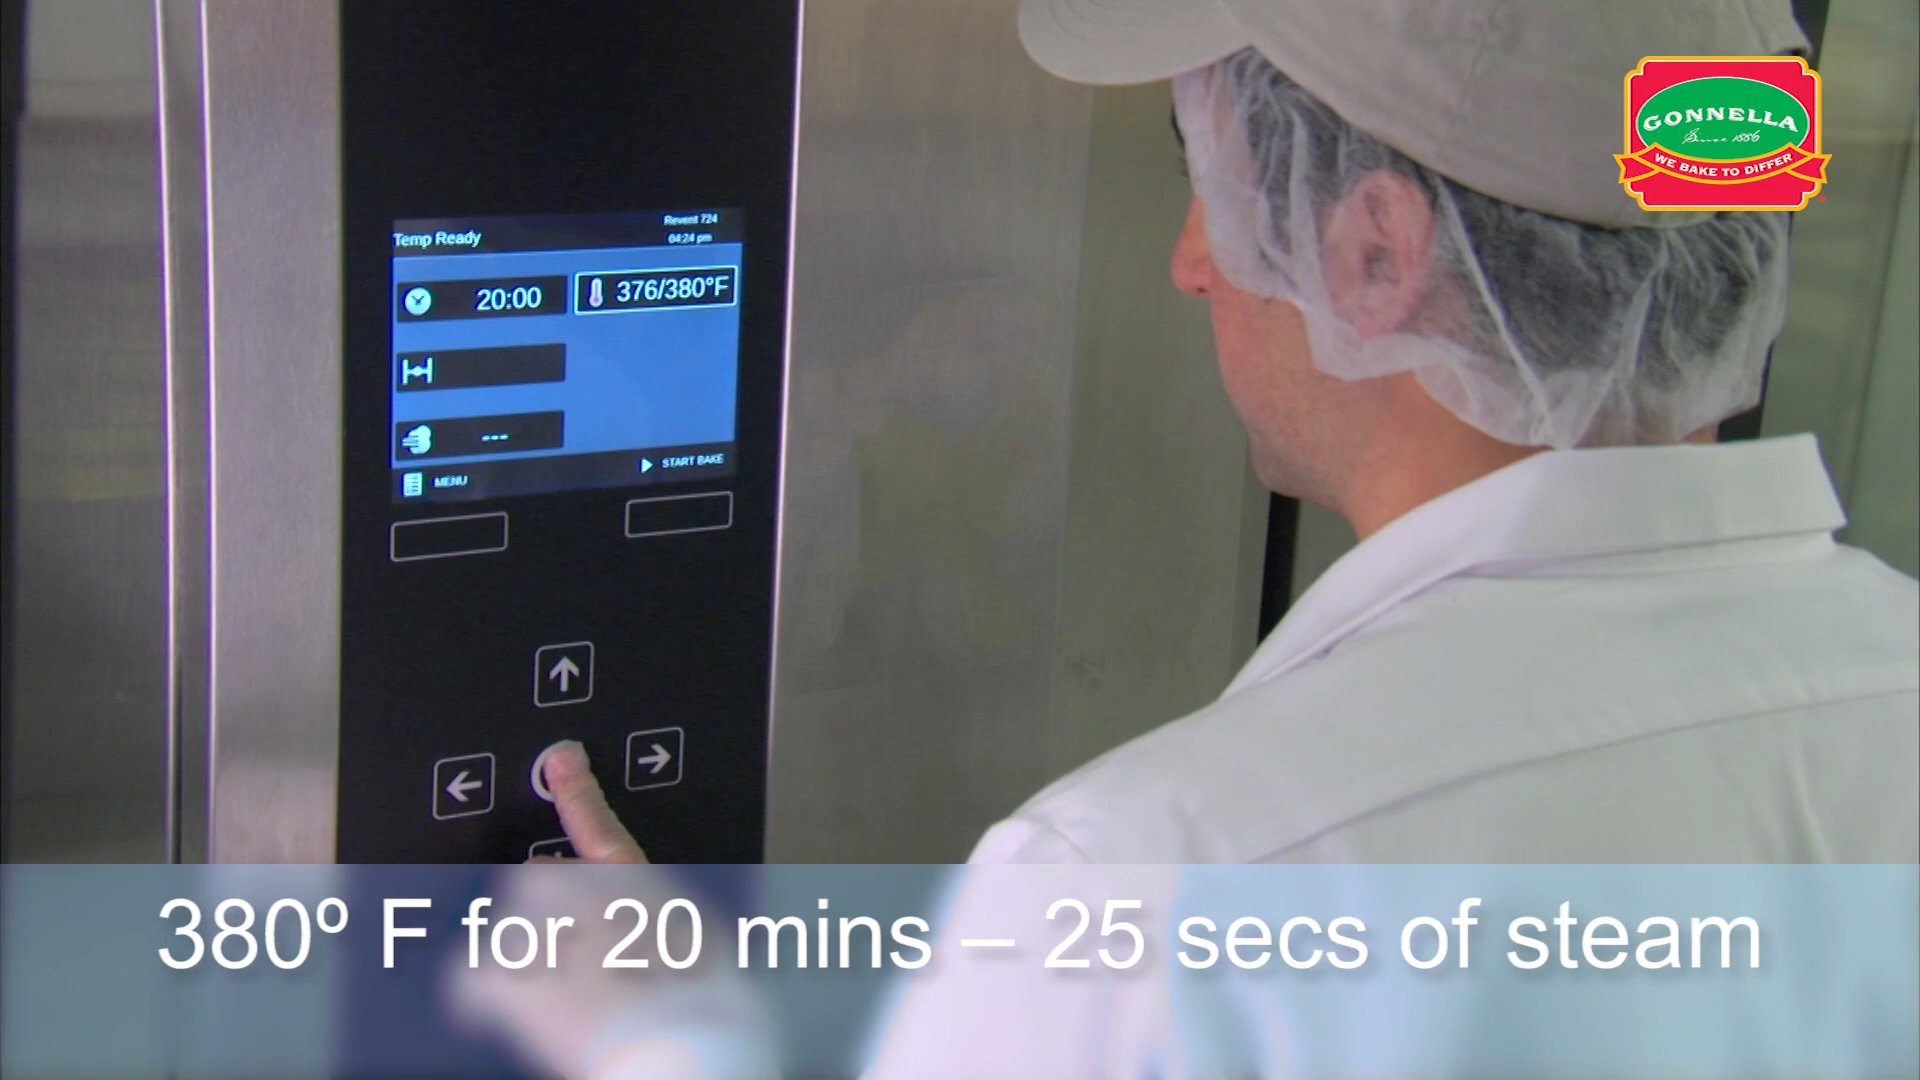 GONNELLA
Since 1886
WE BAKE TO DIFFER
Revent 724
Temp Ready
04:24 pm
20:00
376/380°F
---
START BAKE
MENU
380º F for 20 mins – 25 secs of steam